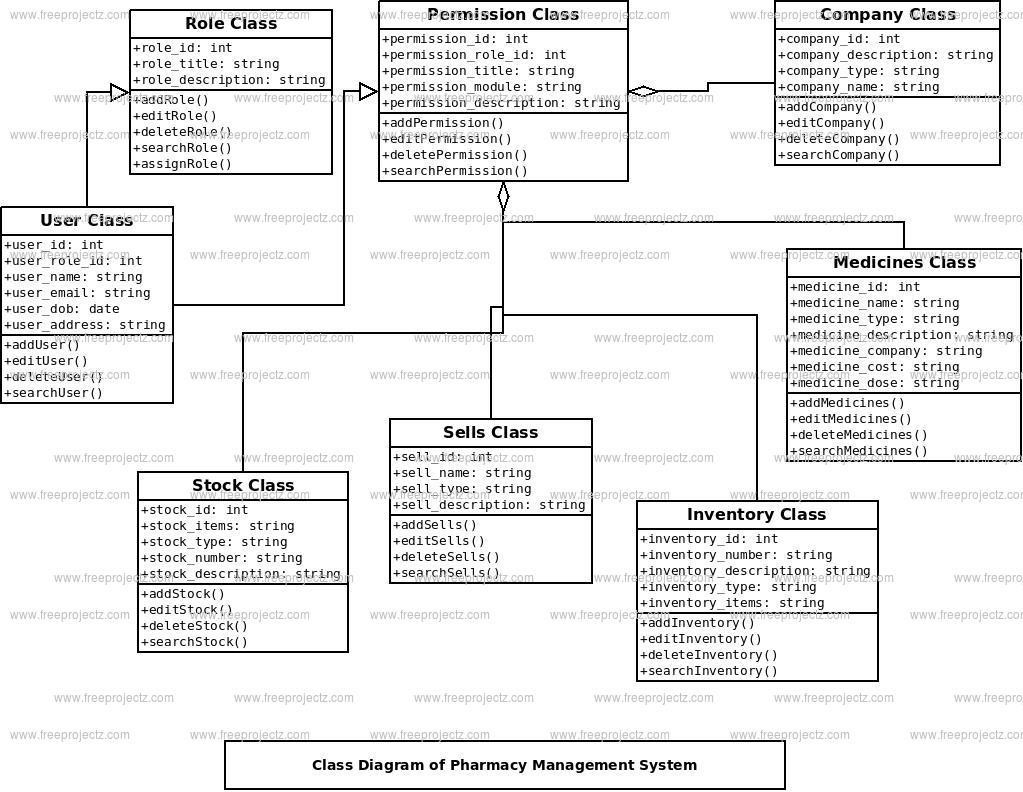 Role Class
+role_id: int
+role_title: string
+role_description: string
+addRole()
+editRole()
+deleteRole()
+searchRole()
+assignRole()
Permission Class
+permission_id: int
+permission_role_id: int
+permission_title: string
+permission_module: string
+permission_description: string
+addPermission()
+editPermission()
+deletePermission()
+searchPermission()
Company Class
+company_id: int
+company_description: string
+company_type: string
+company_name: string
+addCompany()
+editCompany()
+deleteCompany()
+searchCompany()
User Class
+user_id: int
+user_role_id: int
+user_name: string
+user_email: string
+user_dob: date
+user_address: string
+addUser()
+editUser()
+deleteUser()
+searchUser()
Medicines Class
+medicine_id: int
+medicine_name: string
+medicine_type: string
+medicine_description: string
+medicine_company: string
+medicine_cost: string
+medicine_dose: string
+addMedicines()
+editMedicines()
+deleteMedicines()
+searchMedicines()
Sells Class
+sell_id: int
+sell_name: string
+sell_type: string
+sell_description: string
+addSells()
+editSells()
+deleteSells()
+searchSells()
Stock Class
+stock_id: int
+stock_items: string
+stock_type: string
+stock_number: string
+stock_description: string
+addStock()
+editStock()
+deleteStock()
+searchStock()
Inventory Class
+inventory_id: int
+inventory_number: string
+inventory_description: string
+inventory_type: string
+inventory_items: string
+addInventory()
+editInventory()
+deleteInventory()
+searchInventory()
Class Diagram of Pharmacy Management System
www.freeprojectz.com